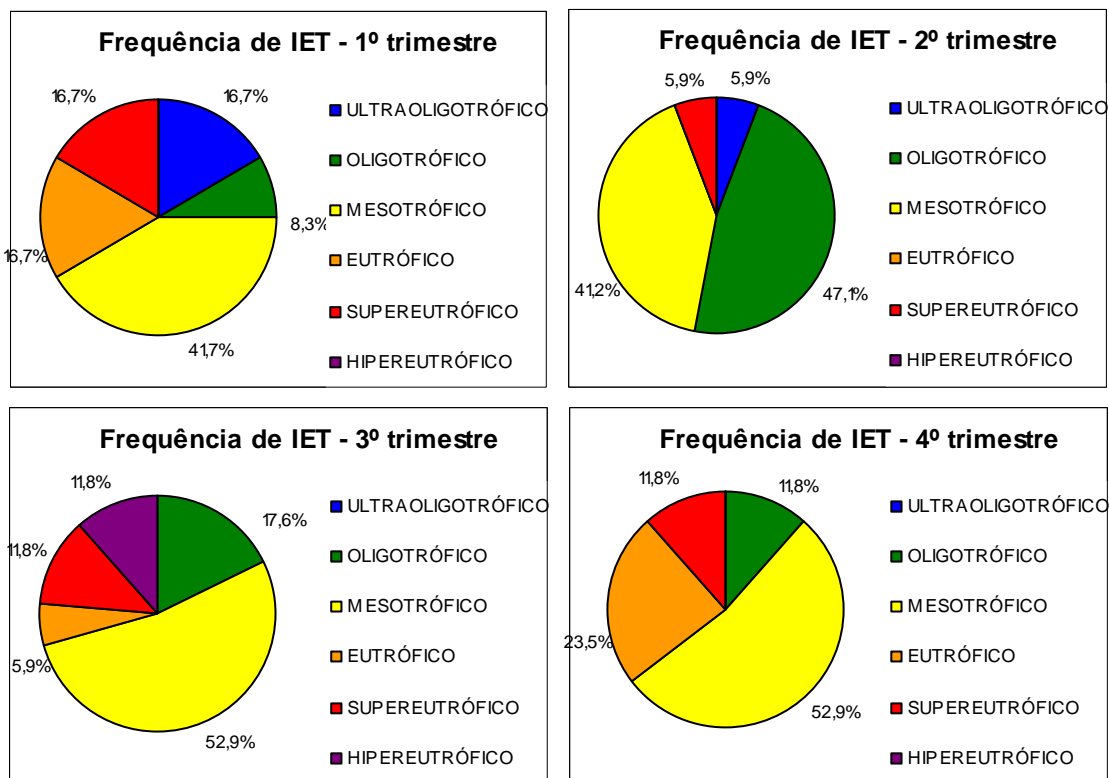 Frequência de IET - 1º trimestre
16,7%
16,7%
8,3%
41,7%
16,7%
ULTRAOLIGOTRÓFICO
OLIGOTRÓFICO
MESOTRÓFICO
EUTRÓFICO
SUPEREUTRÓFICO
HIPEREUTRÓFICO
Frequência de IET - 2º trimestre
5,9%
5,9%
47,1%
41,2%
ULTRAOLIGOTRÓFICO
OLIGOTRÓFICO
MESOTRÓFICO
EUTRÓFICO
SUPEREUTRÓFICO
HIPEREUTRÓFICO
Frequência de IET - 3º trimestre
11,8%
17,6%
11,8%
5,9%
52,9%
ULTRAOLIGOTRÓFICO
OLIGOTRÓFICO
MESOTRÓFICO
EUTRÓFICO
SUPEREUTRÓFICO
HIPEREUTRÓFICO
Frequência de IET - 4º trimestre
11,8%
11,8%
23,5%
52,9%
ULTRAOLIGOTRÓFICO
OLIGOTRÓFICO
MESOTRÓFICO
EUTRÓFICO
SUPEREUTRÓFICO
HIPEREUTRÓFICO